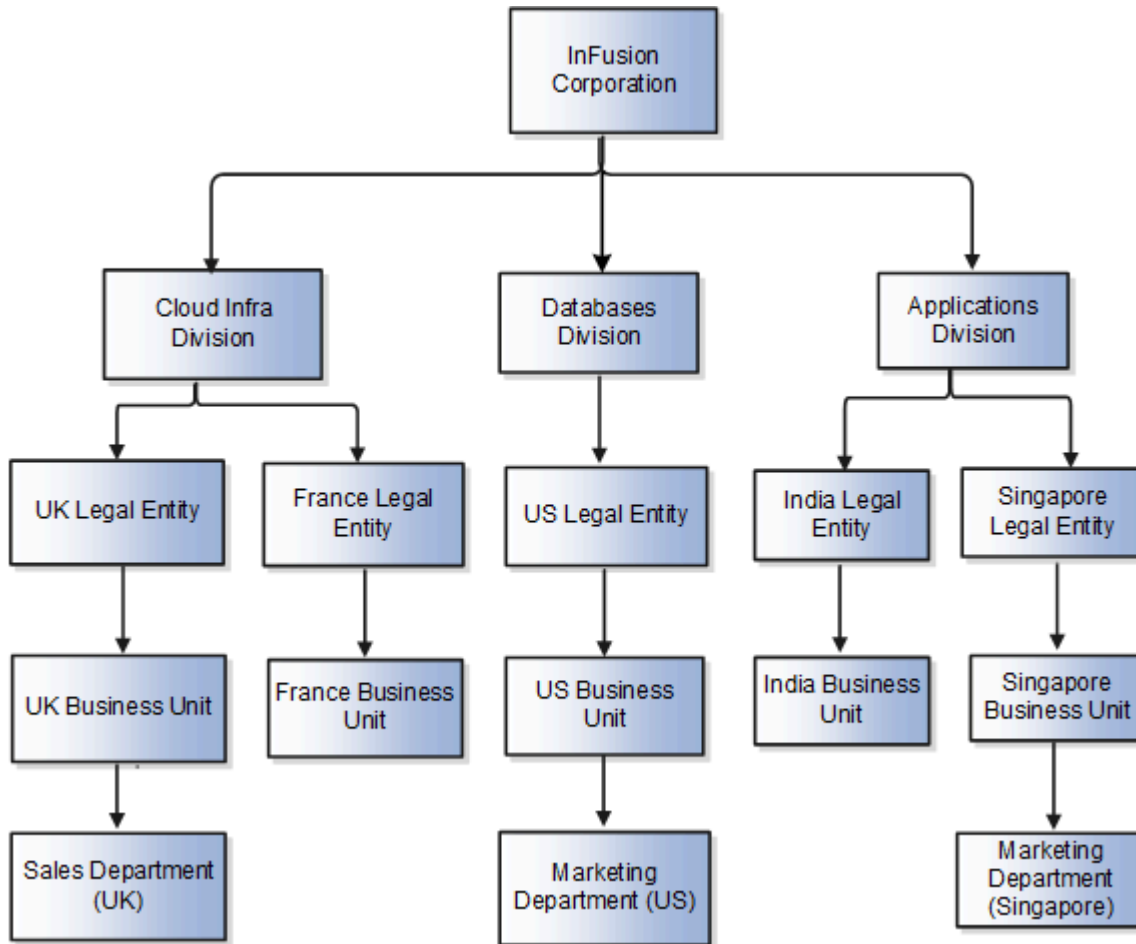 InFusion
Corporation
Cloud Infra
Division
Databases
Division
Applications
Division
UK Legal Entity
France Legal
Entity
US Legal Entity
India Legal
Entity
Singapore
Legal Entity
UK Business Unit
France Business
Unit
US Business
Unit
India Business
Unit
Singapore
Business Unit
Sales Department
(UK)
Marketing
Department (US)
Marketing
Department
(Singapore)